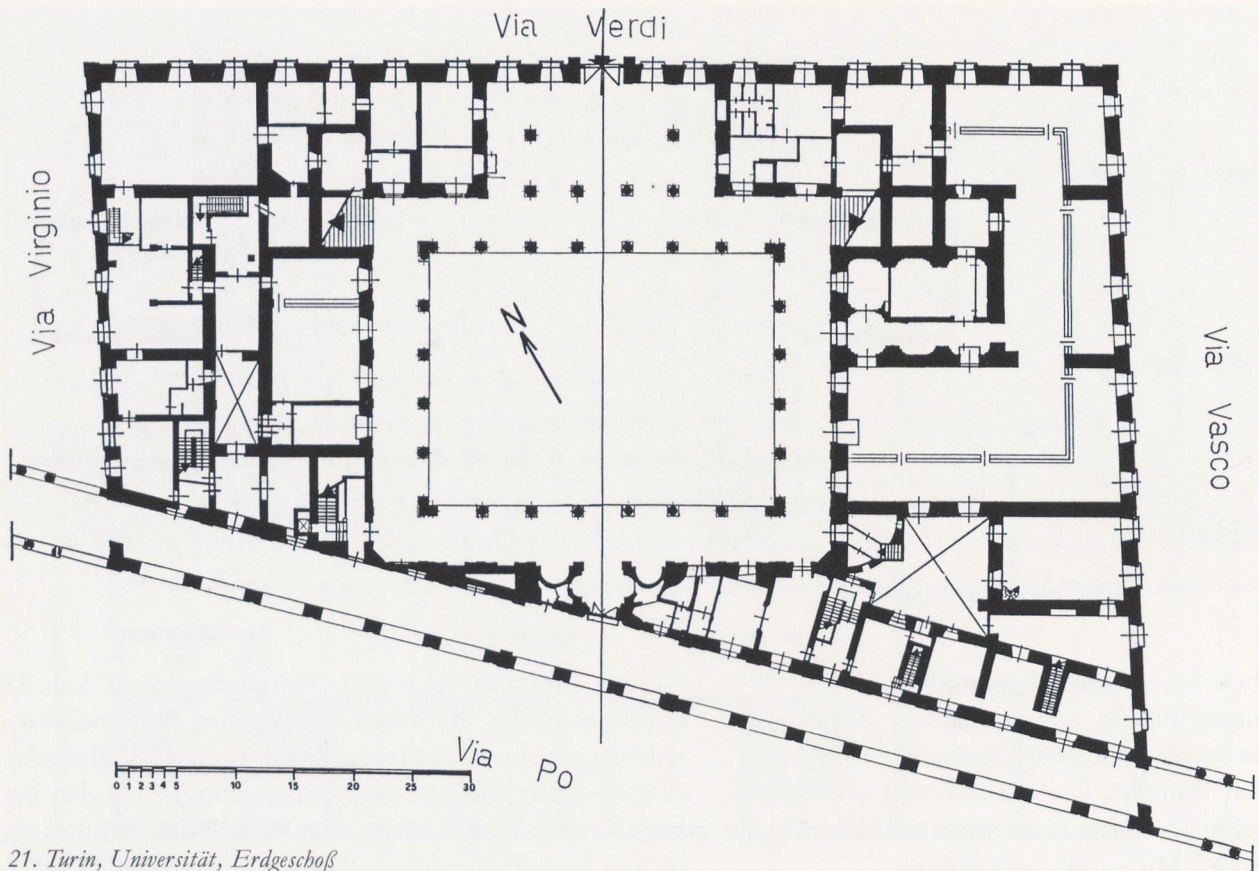 Via Verdi
Via Virginio
N
Via Vasco
Via Po
0 1 2 3 4 5 10 15 20 25 30
21. Turin, Universität, Erdgeschoß